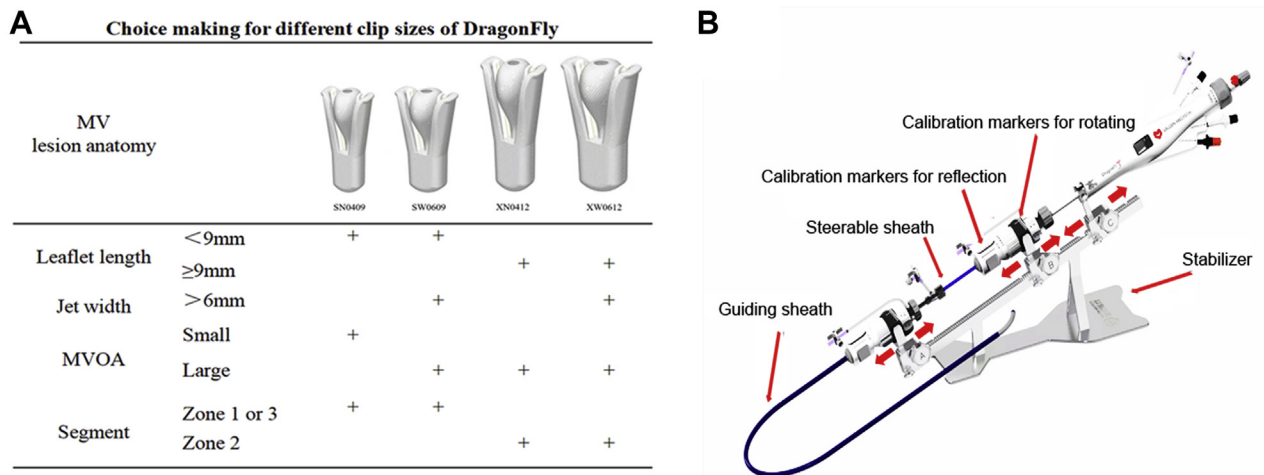 A
Choice making for different clip sizes of DragonFly
MV
lesion anatomy
SN0409 SW0609 XN0412 XW0612
Leaflet length <9mm + +
≥9mm + +
Jet width >6mm + +
MVOA Small +
Large + + +
Segment Zone 1 or 3 + +
Zone 2 + +
B
Calibration markers for rotating
Calibration markers for reflection
Steerable sheath
Stabilizer
Guiding sheath
A
B
C